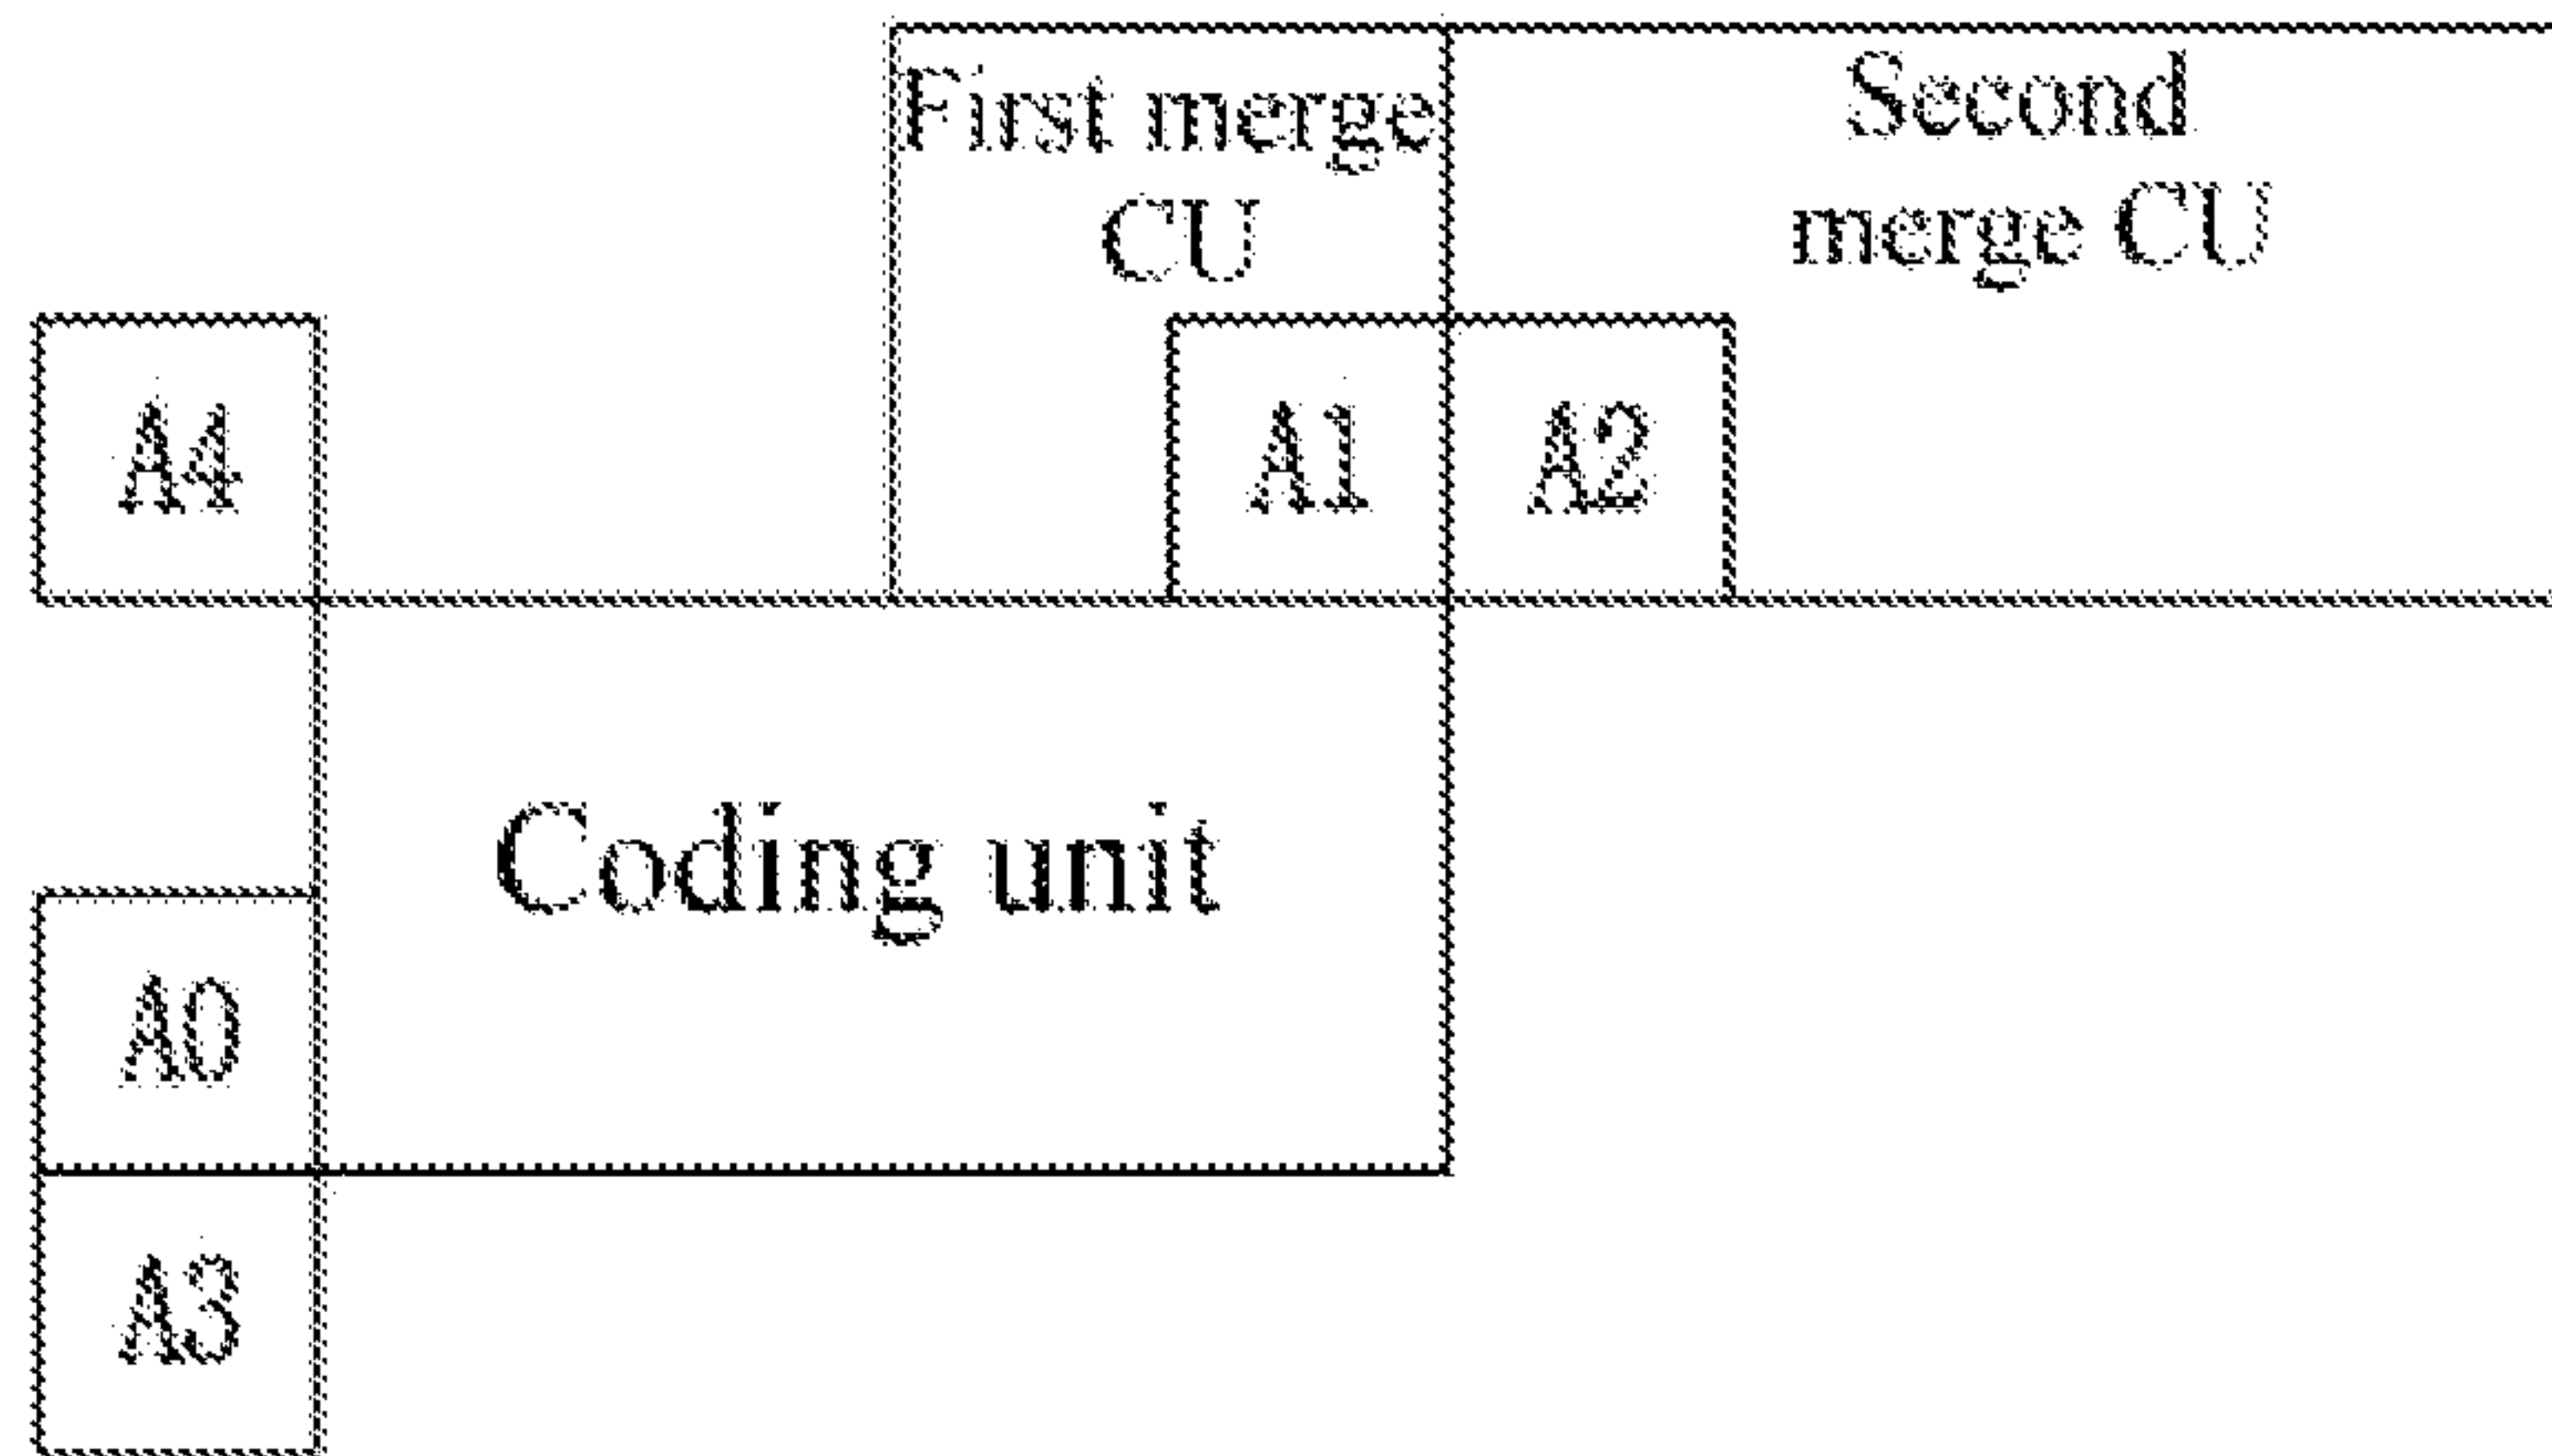 First merge
CU
Second
merge CU
A4
A1
A2
Coding unit
A0
A3